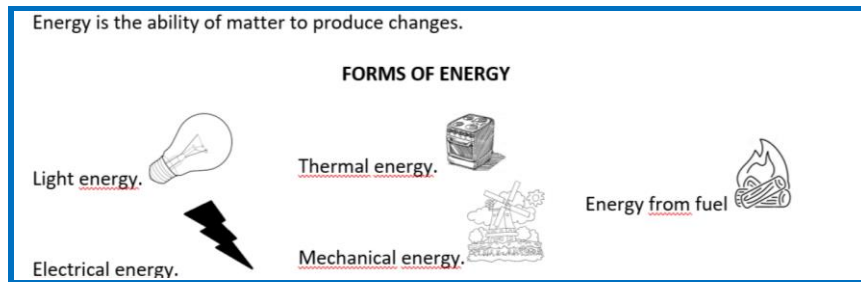 Energy is the ability of matter to produce changes.
FORMS OF ENERGY
Light energy.
Thermal energy.
Energy from fuel
Electrical energy.
Mechanical energy.